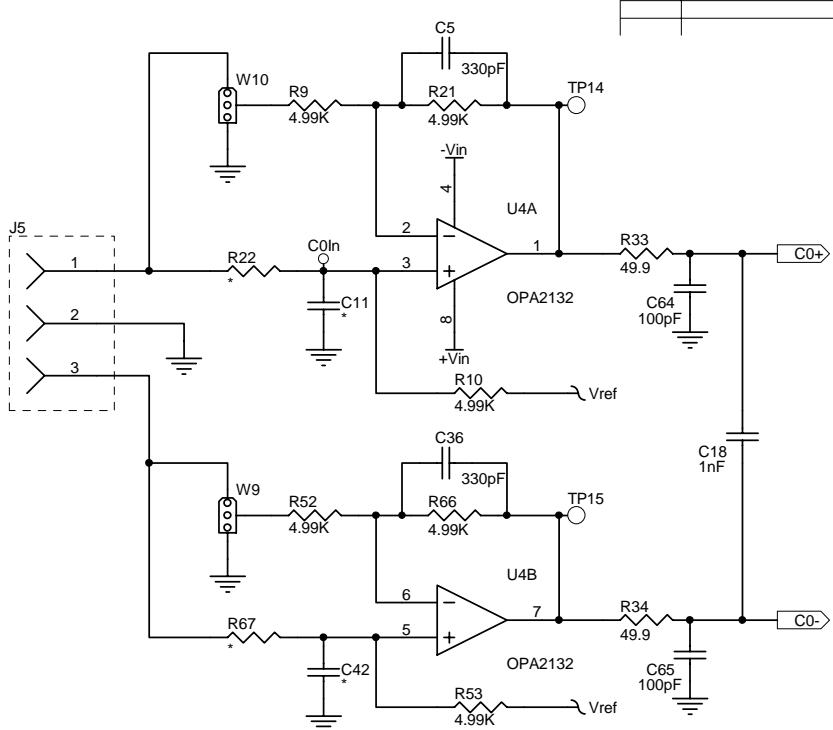 C5
330pF
W10
R9
4.99K
R21
4.99K
TP14
-Vin
4
U4A
J5
C0In
2
1
1
R22
*
3
R33
49.9
C0+
C11
*
OPA2132
C64
100pF
2
8
+Vin
3
R10
4.99K
Vref
C36
330pF
C18
1nF
W9
R52
4.99K
R66
4.99K
TP15
U4B
6
7
R67
*
5
R34
49.9
C0-
C42
*
OPA2132
C65
100pF
R53
4.99K
Vref